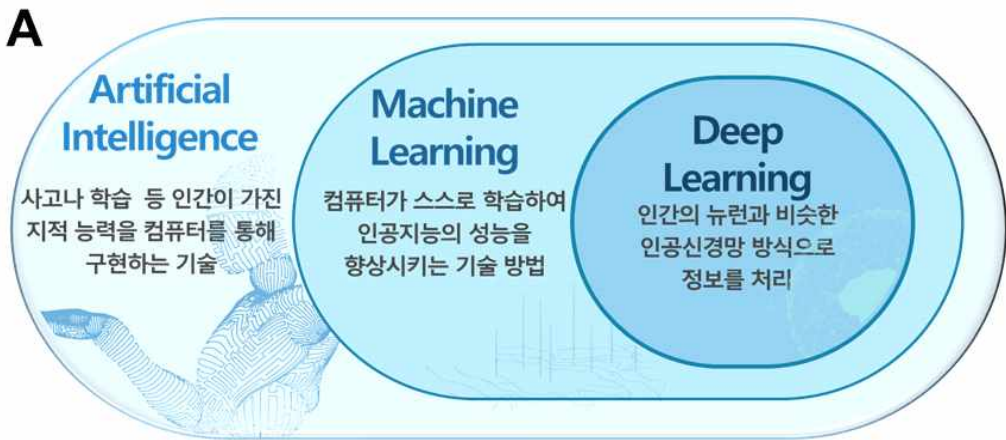 A
Artificial
Intelligence
사고나 학습 등 인간이 가진
지적 능력을 컴퓨터를 통해
구현하는 기술
Machine
Learning
컴퓨터가 스스로 학습하여
인공지능의 성능을
향상시키는 기술 방법
Deep
Learning
인간의 뉴런과 비슷한
인공신경망 방식으로
정보를 처리